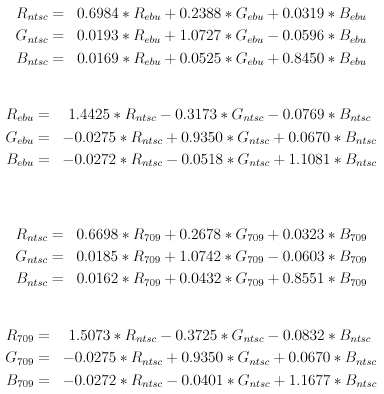 R_ntsc = 0.6984 * R_ebu + 0.2388 * G_ebu + 0.0319 * B_ebu
G_ntsc = 0.0193 * R_ebu + 1.0727 * G_ebu − 0.0596 * B_ebu
B_ntsc = 0.0169 * R_ebu + 0.0525 * G_ebu + 0.8450 * B_ebu
R_ebu = 1.4425 * R_ntsc − 0.3173 * G_ntsc − 0.0769 * B_ntsc
G_ebu = −0.0275 * R_ntsc + 0.9350 * G_ntsc + 0.0670 * B_ntsc
B_ebu = −0.0272 * R_ntsc − 0.0518 * G_ntsc + 1.1081 * B_ntsc
R_ntsc = 0.6698 * R_709 + 0.2678 * G_709 + 0.0323 * B_709
G_ntsc = 0.0185 * R_709 + 1.0742 * G_709 − 0.0603 * B_709
B_ntsc = 0.0162 * R_709 + 0.0432 * G_709 + 0.8551 * B_709
R_709 = 1.5073 * R_ntsc − 0.3725 * G_ntsc − 0.0832 * B_ntsc
G_709 = −0.0275 * R_ntsc + 0.9350 * G_ntsc + 0.0670 * B_ntsc
B_709 = −0.0272 * R_ntsc − 0.0401 * G_ntsc + 1.1677 * B_ntsc